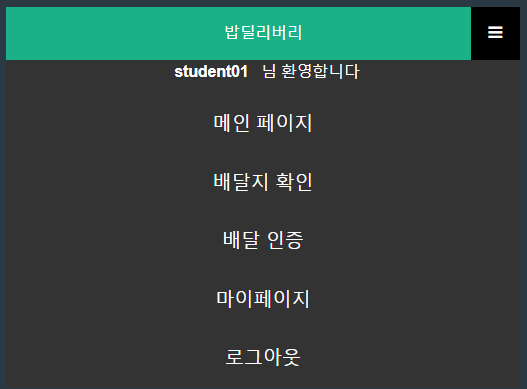 밥딜리버리
student01 님 환영합니다
메인 페이지
배달지 확인
배달 인증
마이페이지
로그아웃